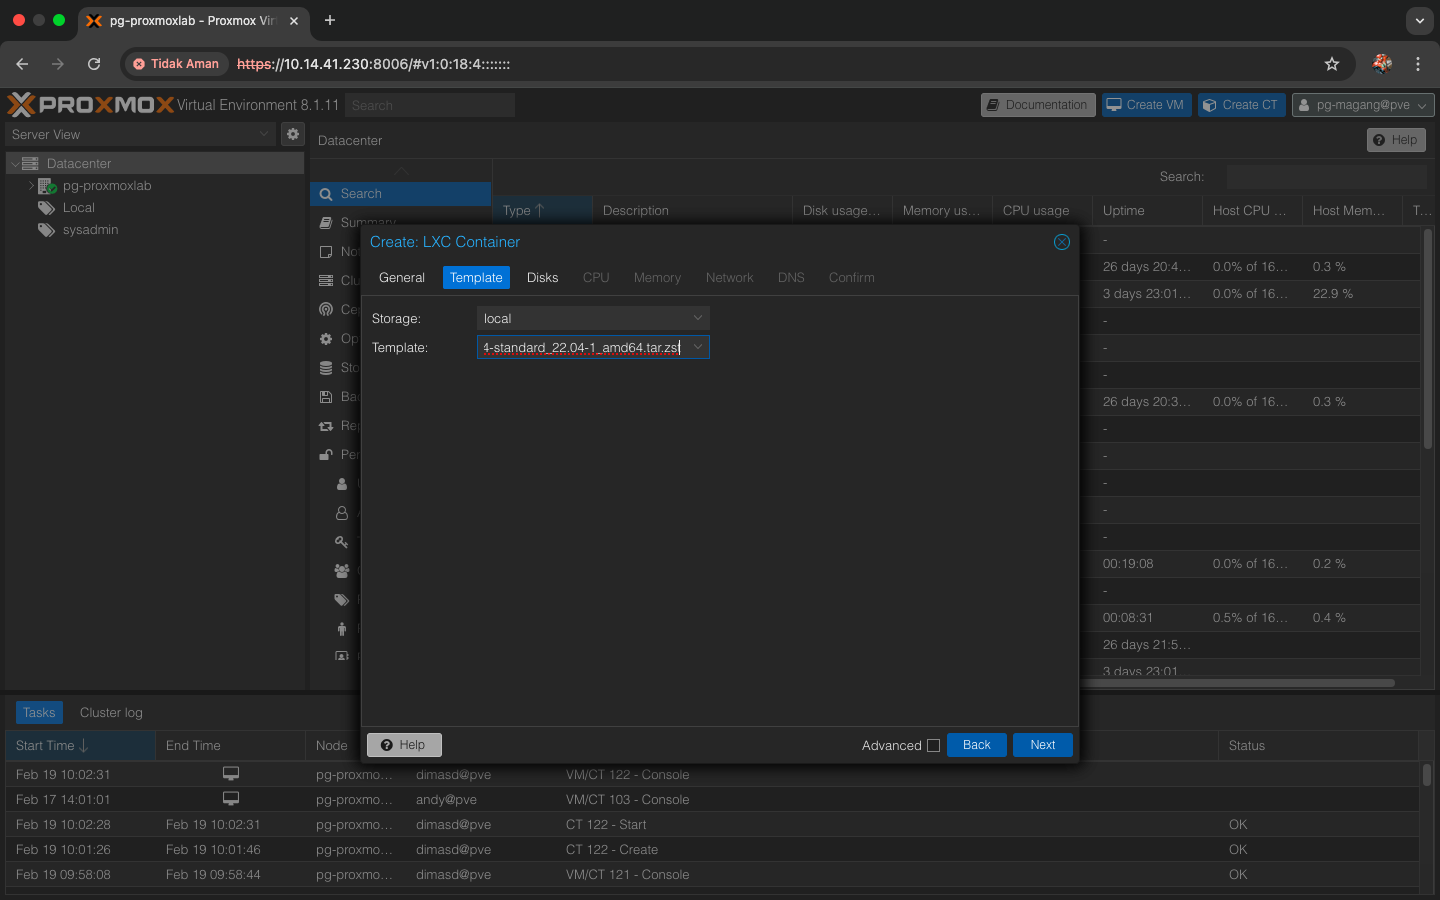 pg-proxmoxlab - Proxmox Virt
Tidak Aman
https://10.14.41.230:8006/#v1:0:18:4:::::::
PROXMOX Virtual Environment 8.1.11
Search
Documentation
Create VM
Create CT
pg-magang@pve
Server View
Datacenter
Help
Datacenter
pg-proxmoxlab
Local
sysadmin
Search:
Search
Summary
Type Description Disk usage... Memory us... CPU usage Uptime Host CPU ... Host Mem... T...
-
26 days 20:4... 0.0% of 16... 0.3 %
3 days 23:01... 0.0% of 16... 22.9 %
-
-
-
26 days 20:3... 0.0% of 16... 0.3 %
-
-
-
-
-
00:19:08 0.0% of 16... 0.2 %
-
00:08:31 0.5% of 16... 0.4 %
26 days 21:5...
3 days 23:01
Create: LXC Container
General Template Disks CPU Memory Network DNS Confirm
Storage: local
Template: 4-standard_22.04-1_amd64.tar.zst
Help
Advanced
Back
Next
Tasks Cluster log
Start Time End Time Node Status
Feb 19 10:02:31 pg-proxmo... dimasd@pve VM/CT 122 - Console
Feb 17 14:01:01 pg-proxmo... andy@pve VM/CT 103 - Console
Feb 19 10:02:28 Feb 19 10:02:31 pg-proxmo... dimasd@pve CT 122 - Start OK
Feb 19 10:01:26 Feb 19 10:01:46 pg-proxmo... dimasd@pve CT 122 - Create OK
Feb 19 09:58:08 Feb 19 09:58:44 pg-proxmo... dimasd@pve VM/CT 121 - Console OK